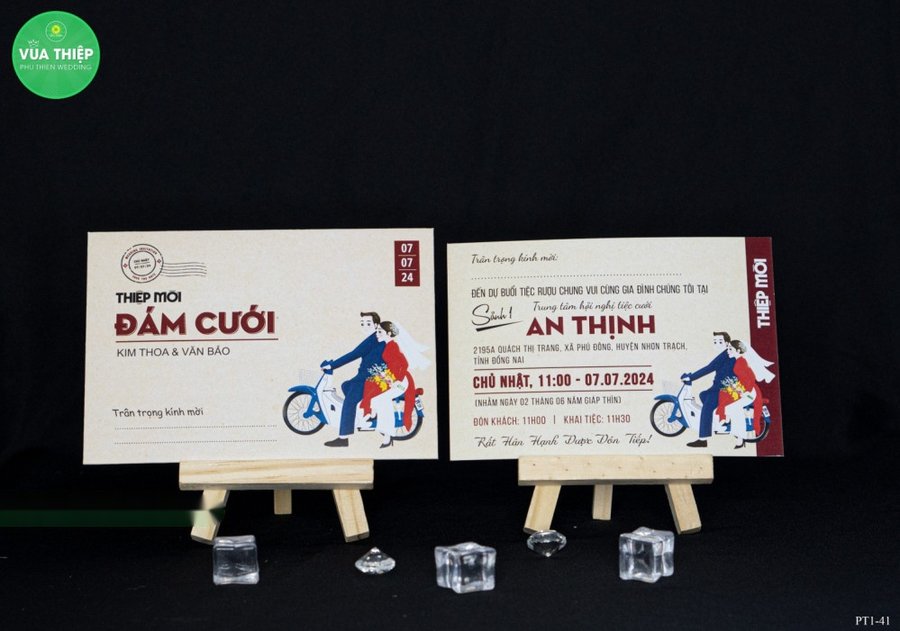 VUA THIỆP
PHU THIEN WEDDING
07
07
24
THIỆP MỜI
ĐÁM CƯỚI
KIM THOA & VĂN BẢO
Trân trọng kính mời
Trân trọng kính mời:
ĐẾN DỰ BUỔI TIỆC RƯỢU CHUNG VUI CÙNG GIA ĐÌNH CHÚNG TÔI TẠI
Sảnh 1 Trung tâm hội nghị tiệc cưới
AN THỊNH
2195A QUÁCH THỊ TRANG, XÃ PHÚ ĐÔNG, HUYỆN NHƠN TRẠCH,
TỈNH ĐỒNG NAI
CHỦ NHẬT, 11:00 - 07.07.2024
(NHẰM NGÀY 02 THÁNG 06 NĂM GIÁP THÌN)
ĐÓN KHÁCH: 11H00 | KHAI TIỆC: 11H30
Rất Hân Hạnh Được Đón Tiếp!
THIỆP MỜI
PT1-41